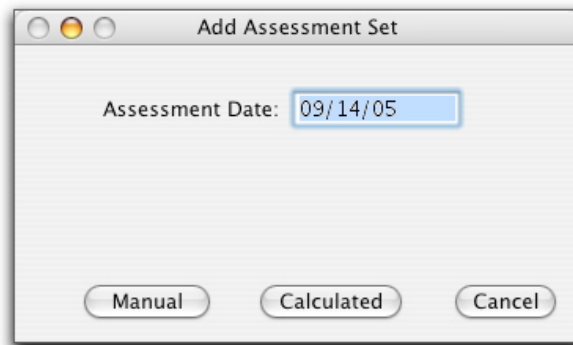 Add Assessment Set
Assessment Date: 09/14/05
Manual Calculated Cancel